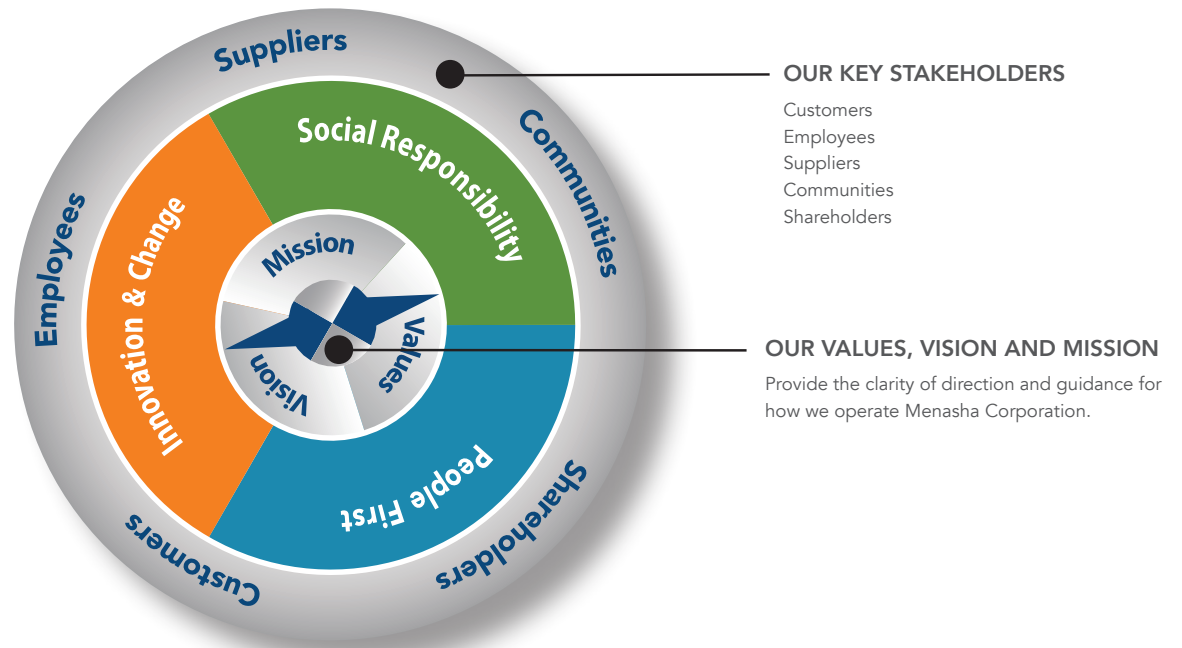 Suppliers
Communities
Shareholders
Customers
Employees
Social Responsibility
People First
Innovation & Change
Mission
Values
Vision
OUR KEY STAKEHOLDERS
Customers
Employees
Suppliers
Communities
Shareholders
OUR VALUES, VISION AND MISSION
Provide the clarity of direction and guidance for
how we operate Menasha Corporation.